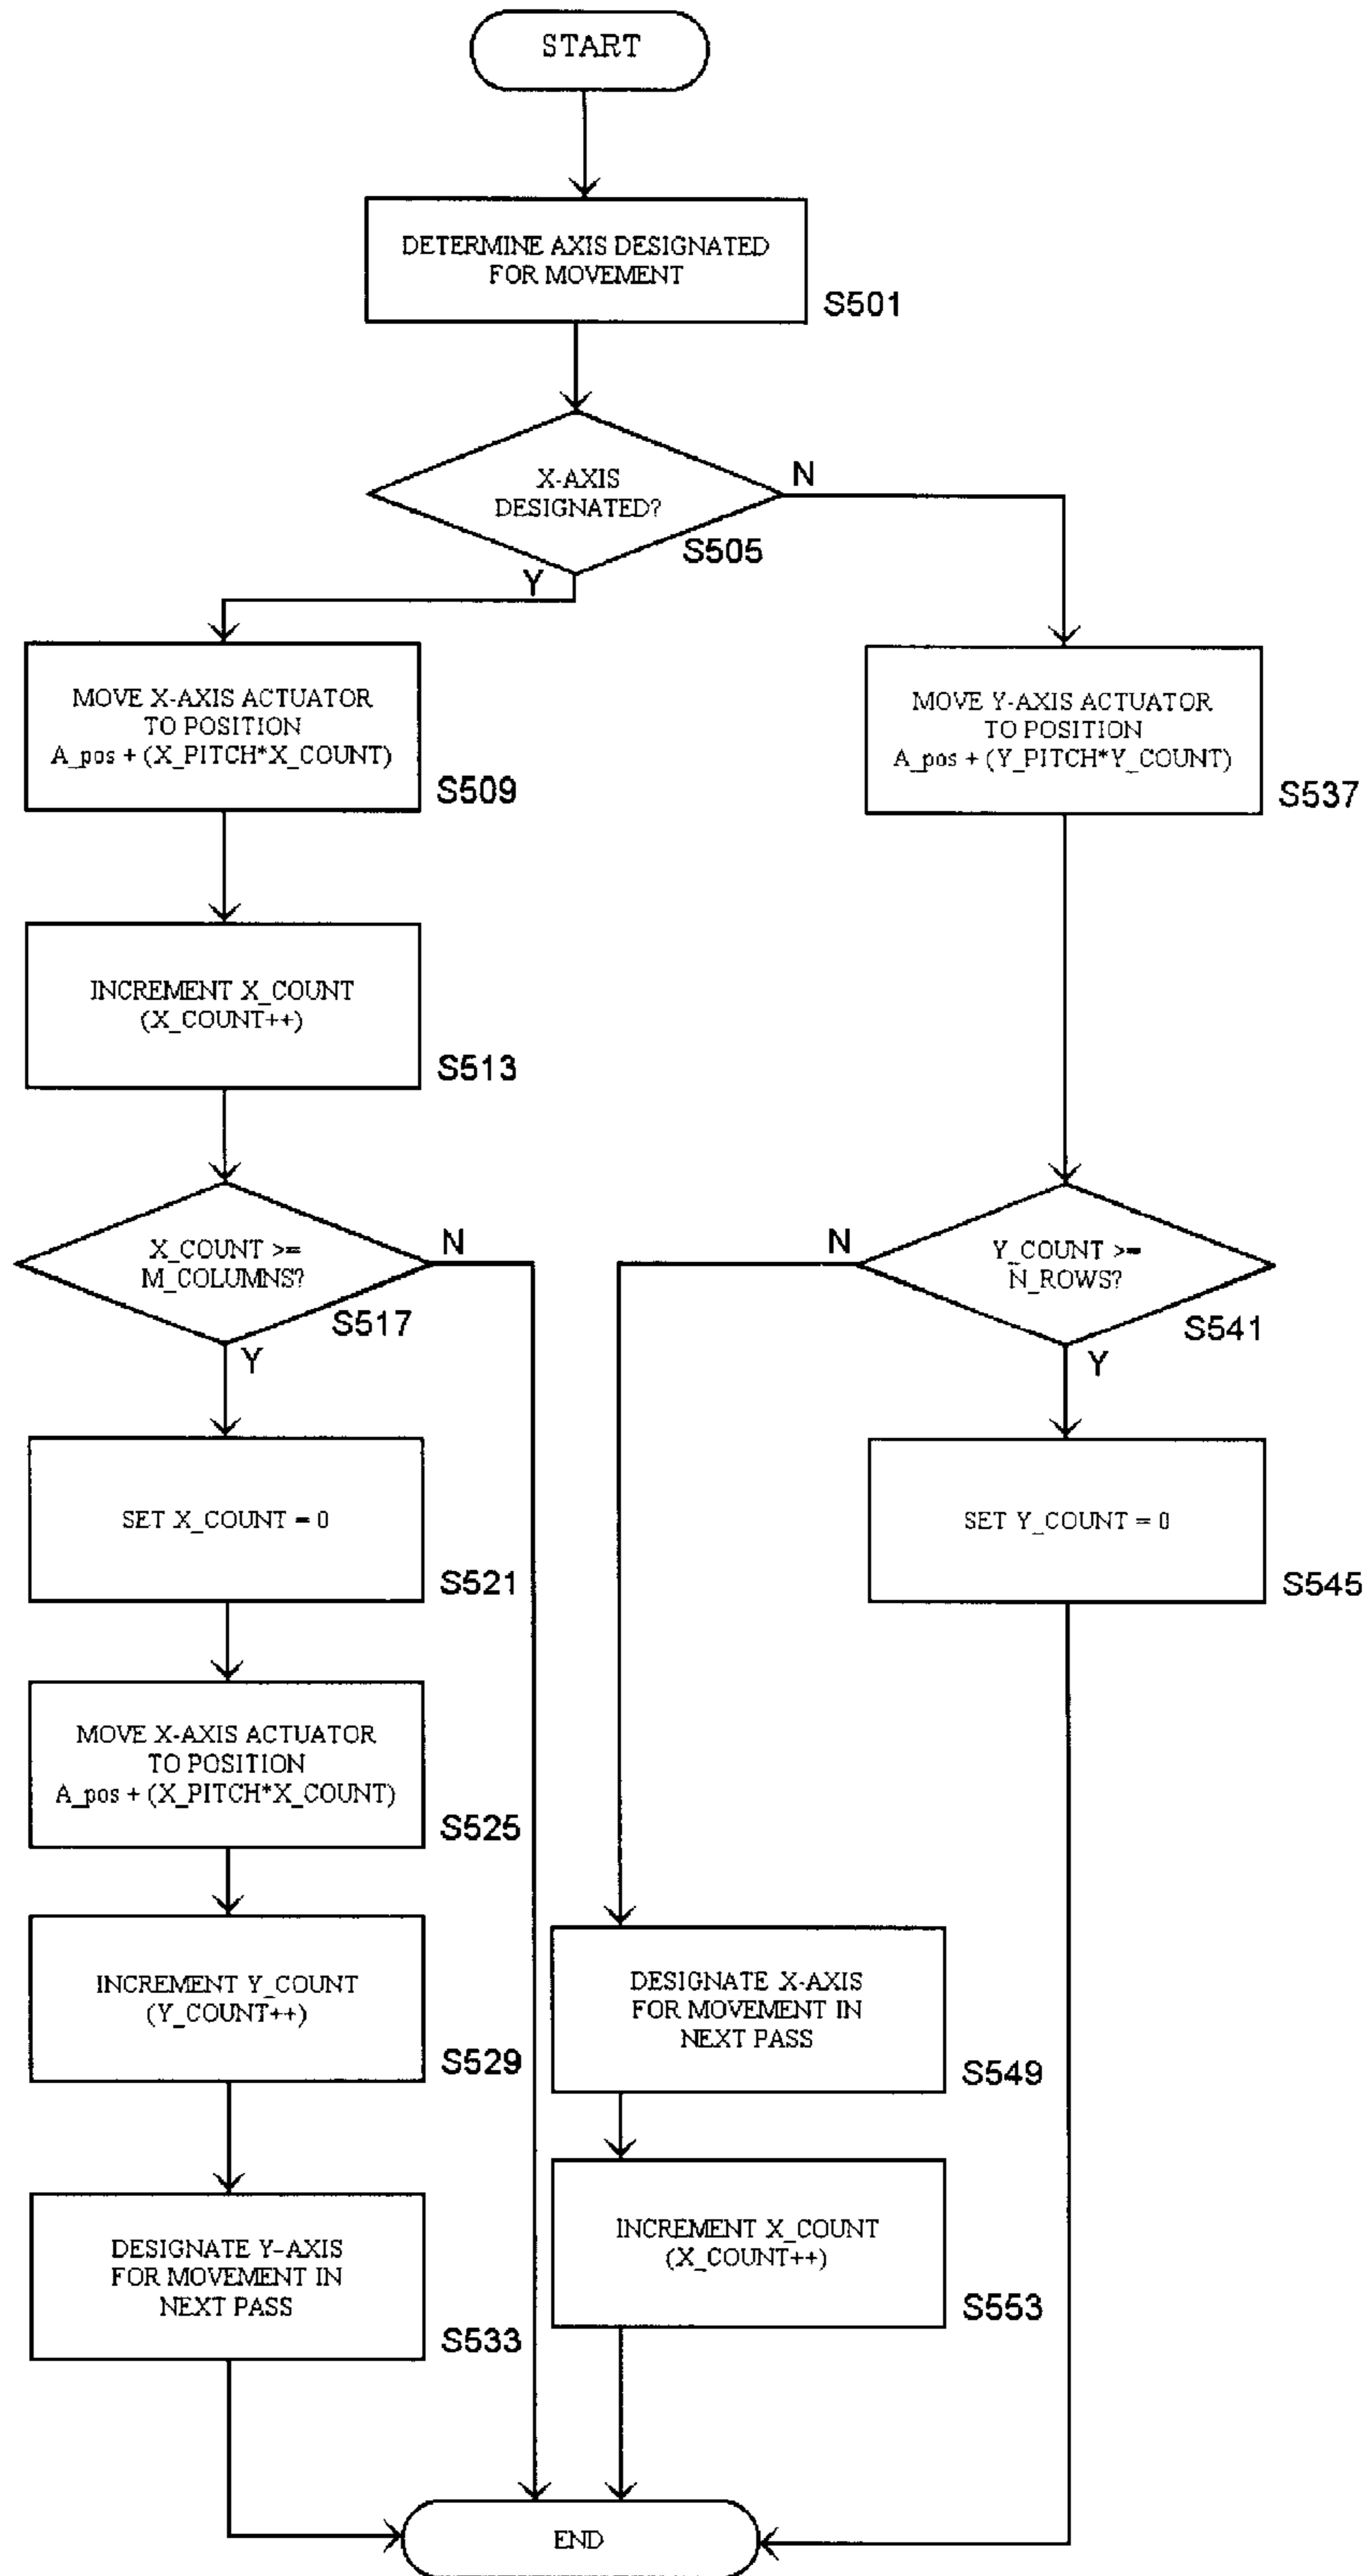 START
DETERMINE AXIS DESIGNATED
FOR MOVEMENT
S501
X-AXIS
DESIGNATED?
S505
N
Y
MOVE X-AXIS ACTUATOR
TO POSITION
A_pos + (X_PITCH*X_COUNT)
S509
MOVE Y-AXIS ACTUATOR
TO POSITION
A_pos + (Y_PITCH*Y_COUNT)
S537
INCREMENT X_COUNT
(X_COUNT++)
S513
X_COUNT >=
M_COLUMNS?
S517
N
Y
N
Y_COUNT >=
N_ROWS?
S541
Y
SET X_COUNT = 0
S521
SET Y_COUNT = 0
S545
MOVE X-AXIS ACTUATOR
TO POSITION
A_pos + (X_PITCH*X_COUNT)
S525
INCREMENT Y_COUNT
(Y_COUNT++)
S529
DESIGNATE X-AXIS
FOR MOVEMENT IN
NEXT PASS
S549
DESIGNATE Y-AXIS
FOR MOVEMENT IN
NEXT PASS
S533
INCREMENT X_COUNT
(X_COUNT++)
S553
END